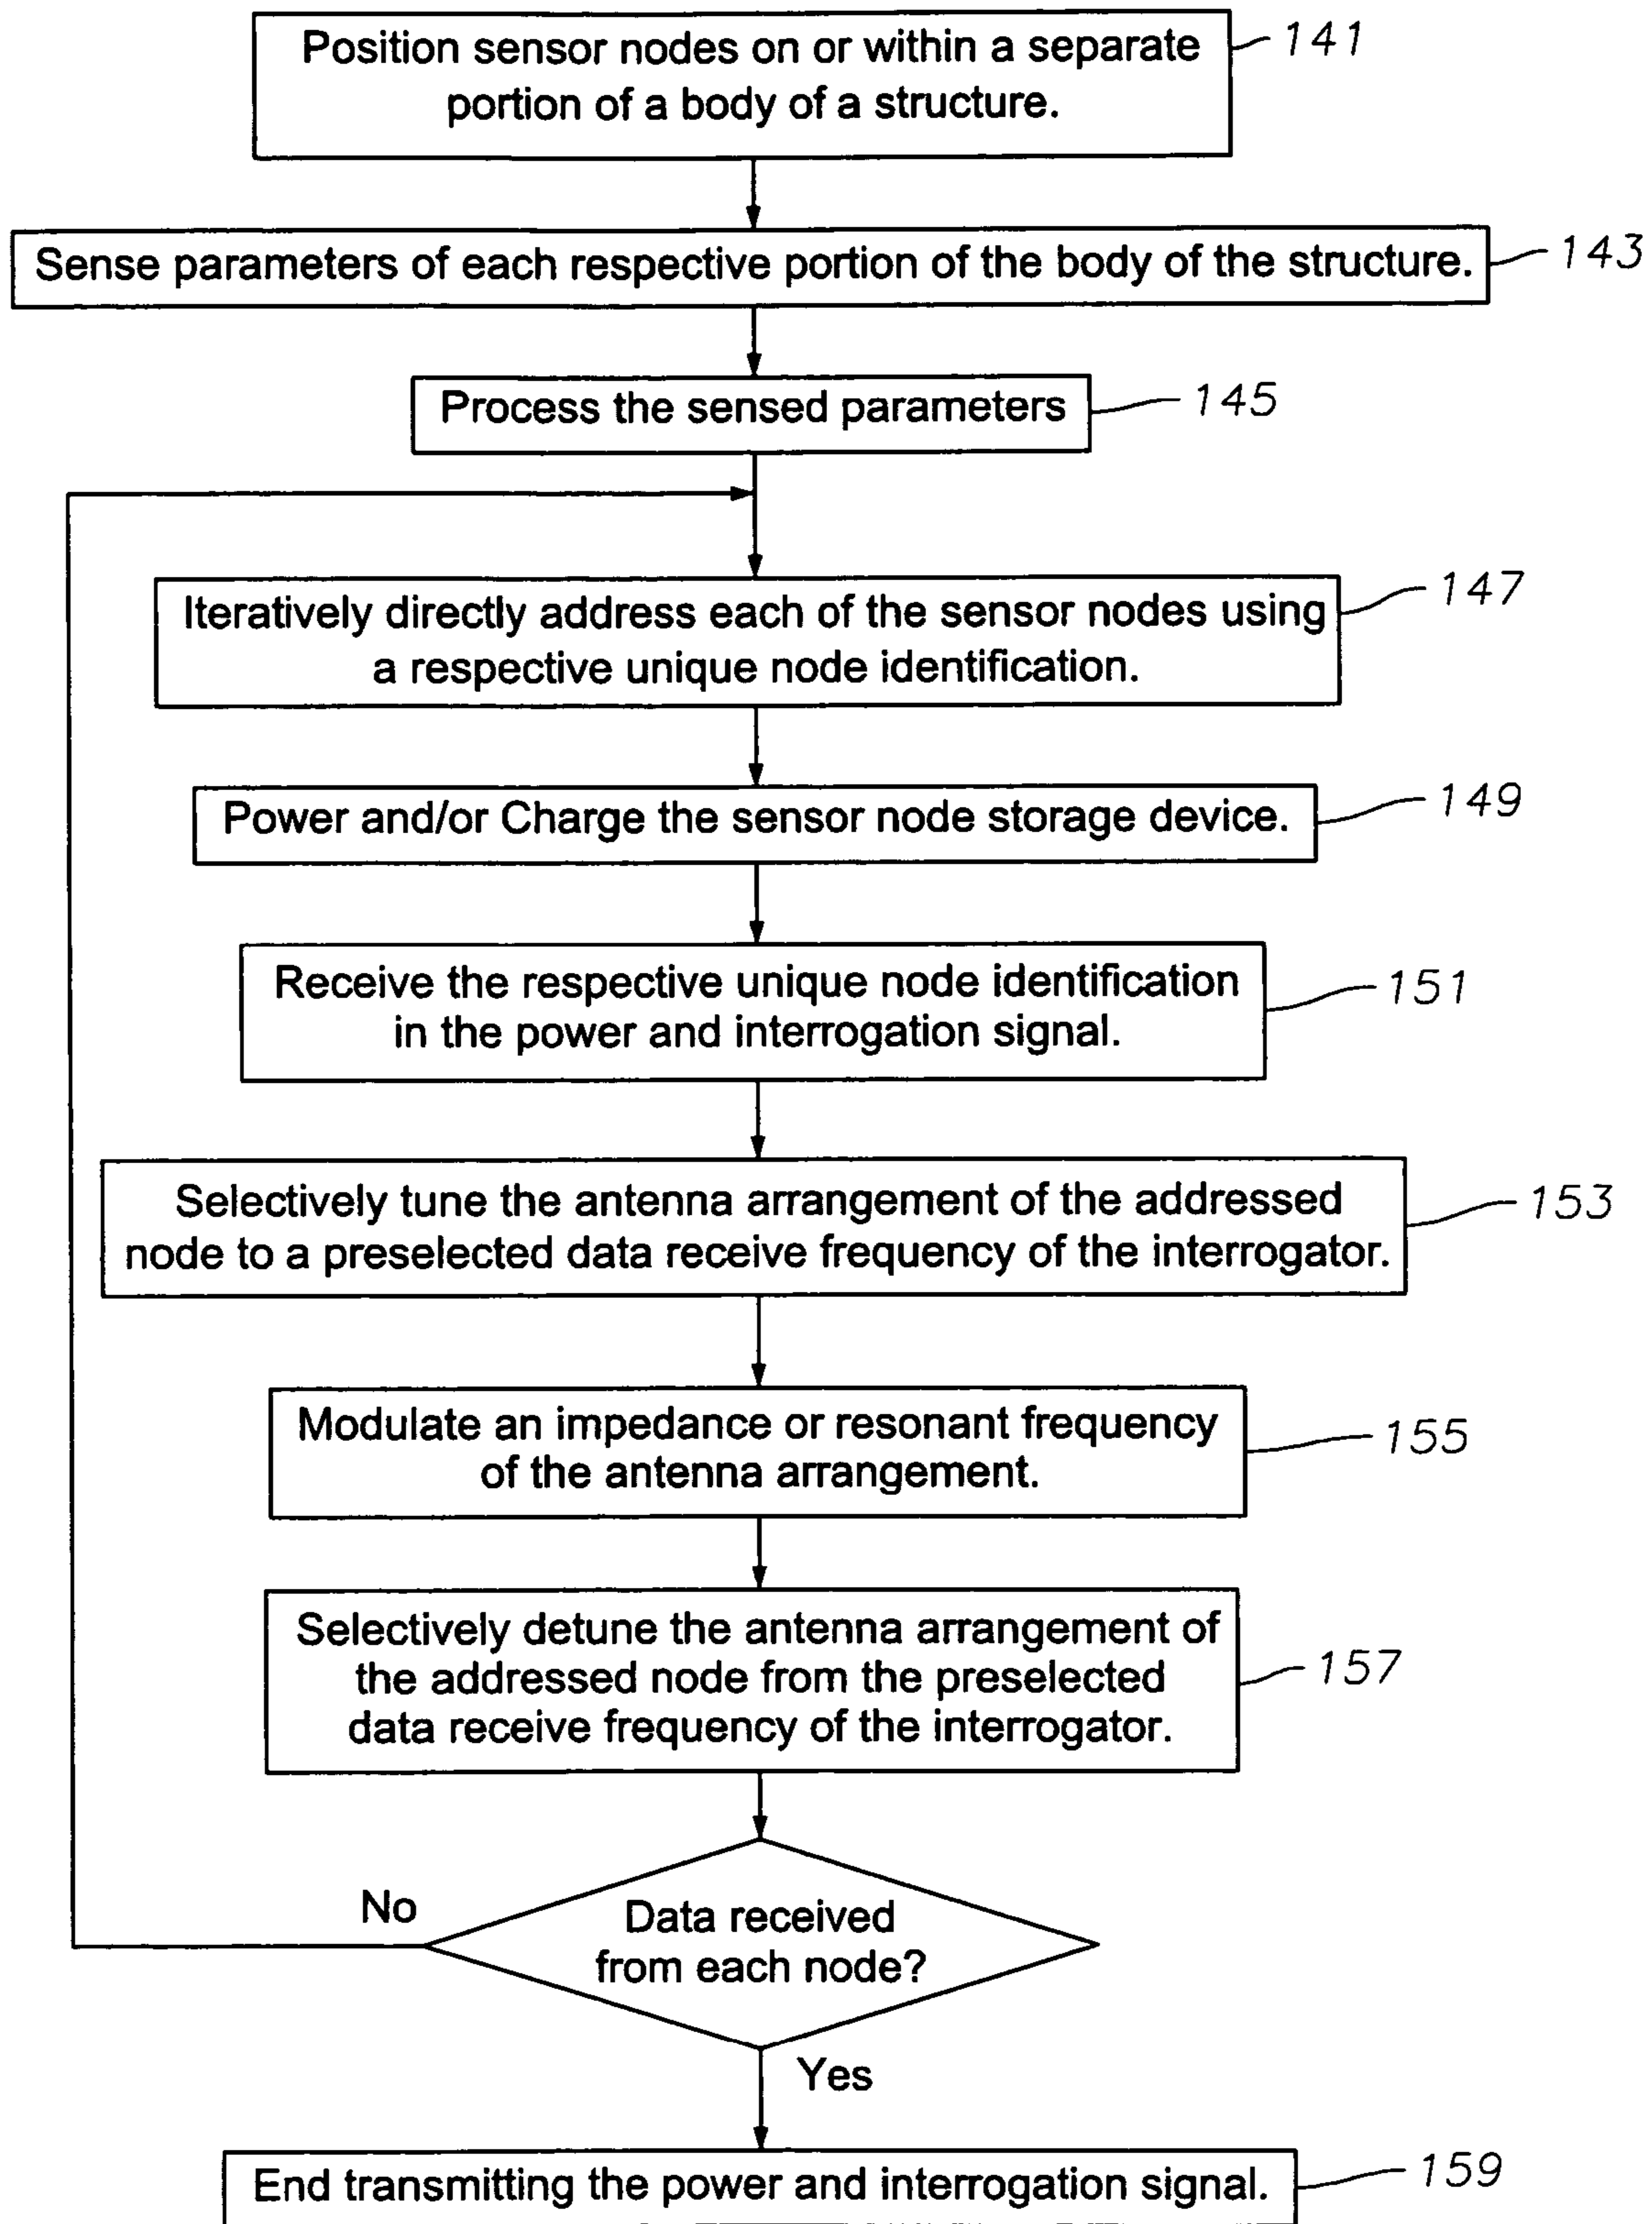 Position sensor nodes on or within a separate
portion of a body of a structure.
141
Sense parameters of each respective portion of the body of the structure.
143
Process the sensed parameters
145
Iteratively directly address each of the sensor nodes using
a respective unique node identification.
147
Power and/or Charge the sensor node storage device.
149
Receive the respective unique node identification
in the power and interrogation signal.
151
Selectively tune the antenna arrangement of the addressed
node to a preselected data receive frequency of the interrogator.
153
Modulate an impedance or resonant frequency
of the antenna arrangement.
155
Selectively detune the antenna arrangement of
the addressed node from the preselected
data receive frequency of the interrogator.
157
No
Data received
from each node?
Yes
End transmitting the power and interrogation signal.
159